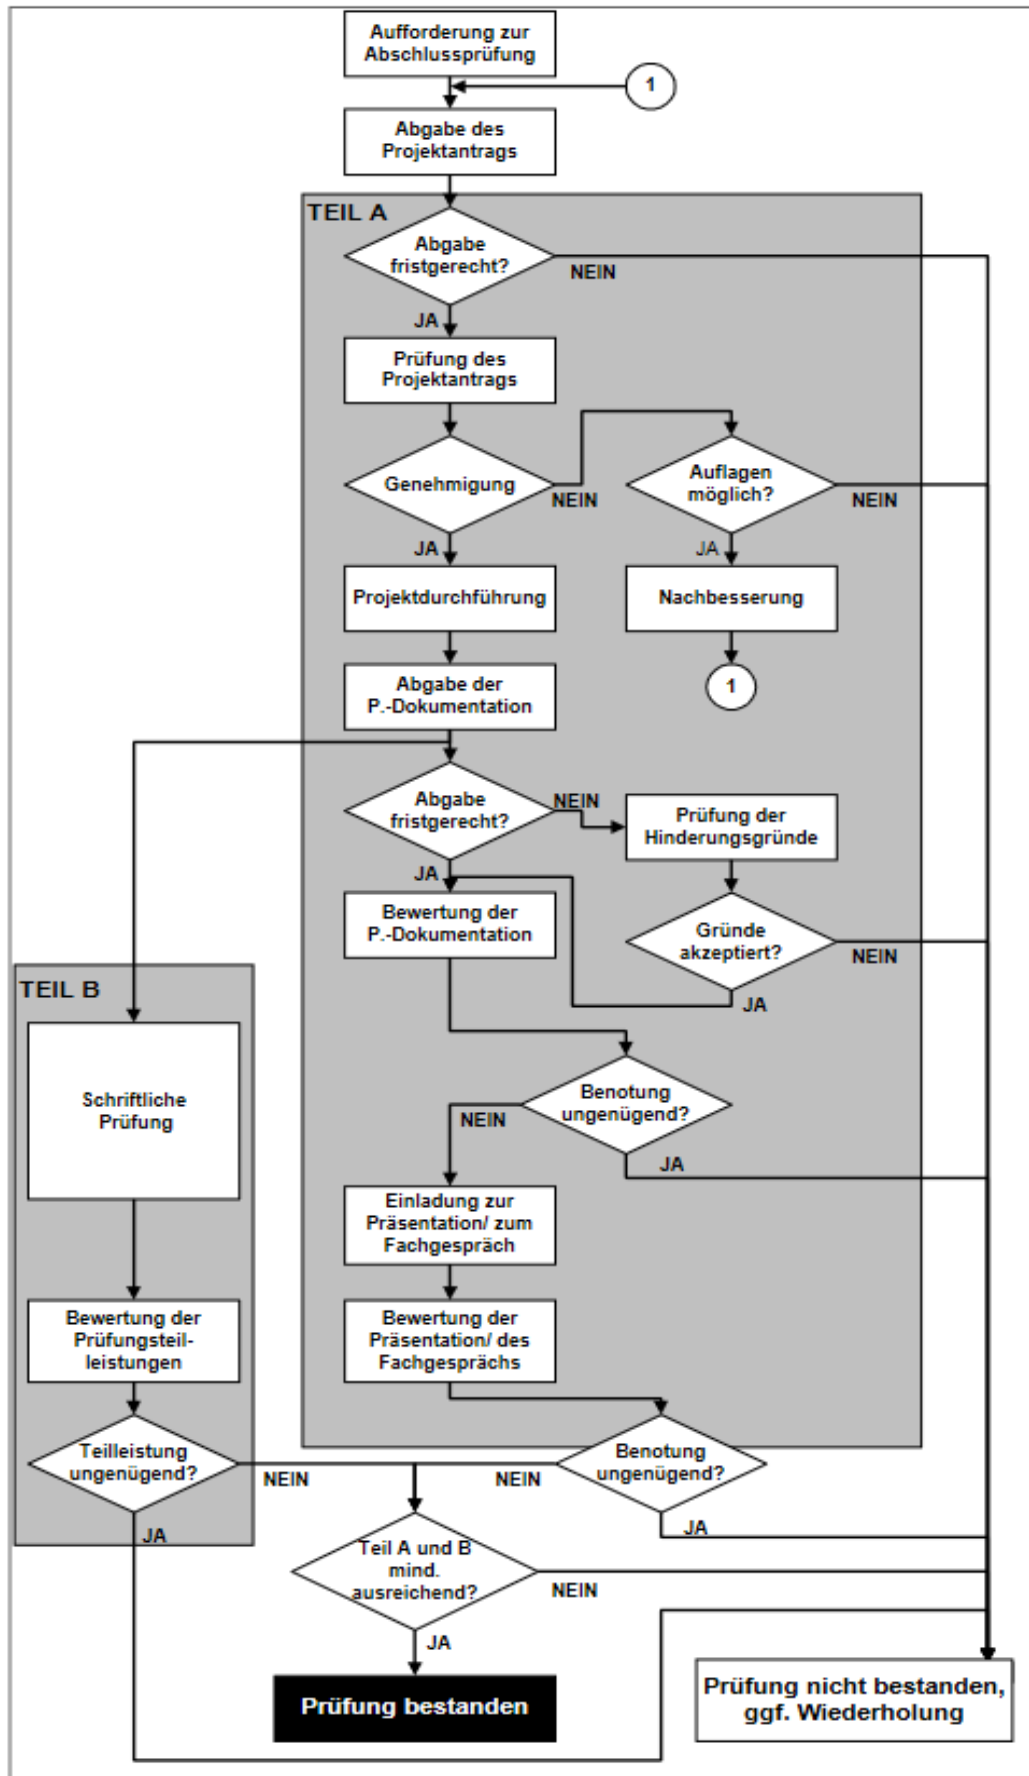 Aufforderung zur
Abschlussprüfung
1
Abgabe des
Projektantrags
TEIL A
Abgabe
fristgerecht?
NEIN
JA
Prüfung des
Projektantrags
Genehmigung
NEIN
Auflagen
möglich?
NEIN
JA
JA
Projektdurchführung
Nachbesserung
1
Abgabe der
P.-Dokumentation
Abgabe
fristgerecht?
NEIN
Prüfung der
Hinderungsgründe
JA
Bewertung der
P.-Dokumentation
Gründe
akzeptiert?
NEIN
JA
TEIL B
Schriftliche
Prüfung
Benotung
ungenügend?
NEIN
JA
Einladung zur
Präsentation/ zum
Fachgespräch
Bewertung der
Prüfungsteil-
leistungen
Bewertung der
Präsentation/ des
Fachgesprächs
Teilleistung
ungenügend?
NEIN
NEIN
Benotung
ungenügend?
JA
JA
Teil A und B
mind.
ausreichend?
NEIN
JA
Prüfung bestanden
Prüfung nicht bestanden,
ggf. Wiederholung